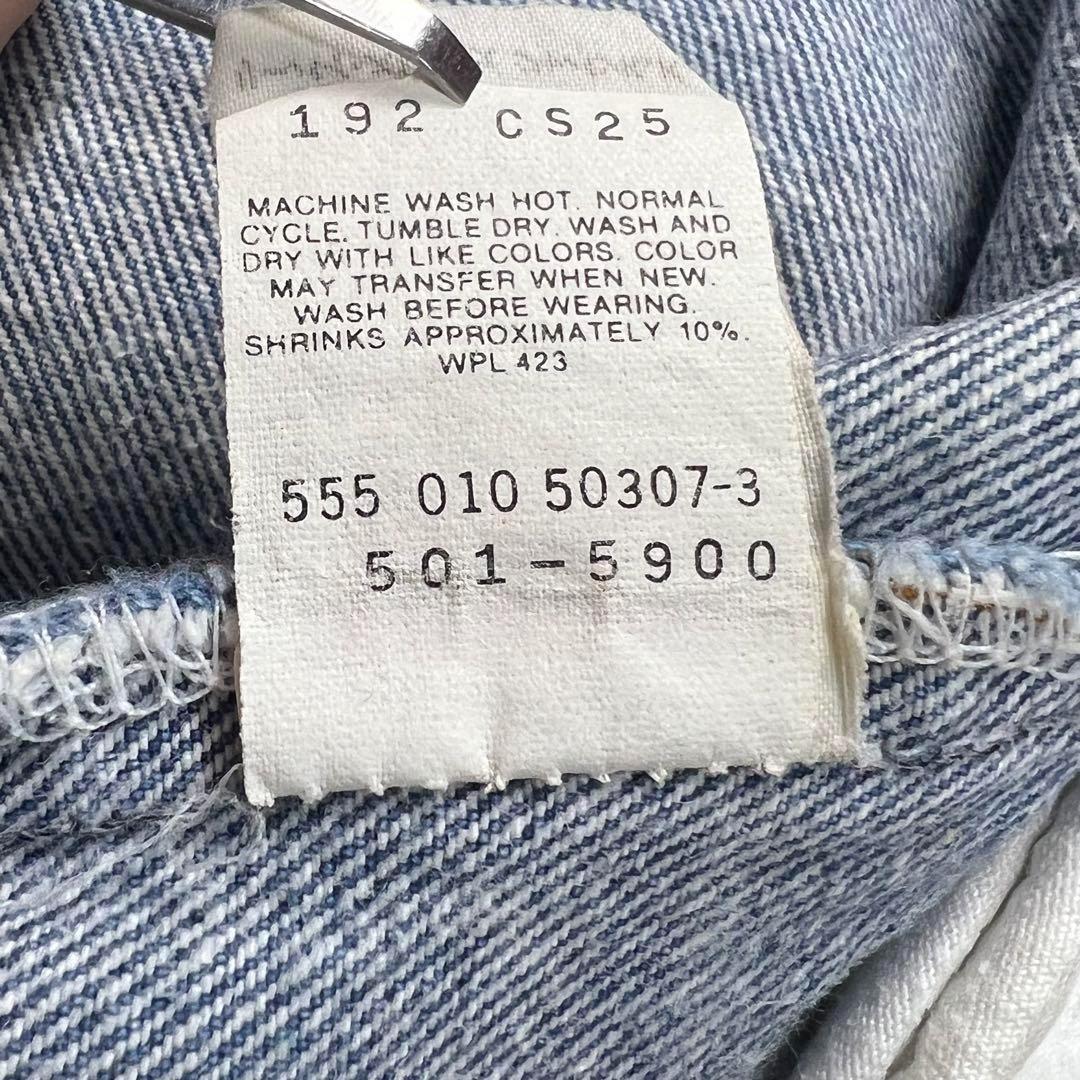 192 CS25
MACHINE WASH HOT. NORMAL
CYCLE. TUMBLE DRY. WASH AND
DRY WITH LIKE COLORS. COLOR
MAY TRANSFER WHEN NEW.
WASH BEFORE WEARING.
SHRINKS APPROXIMATELY 10%.
WPL 423
555 010 50307-3
501-5900